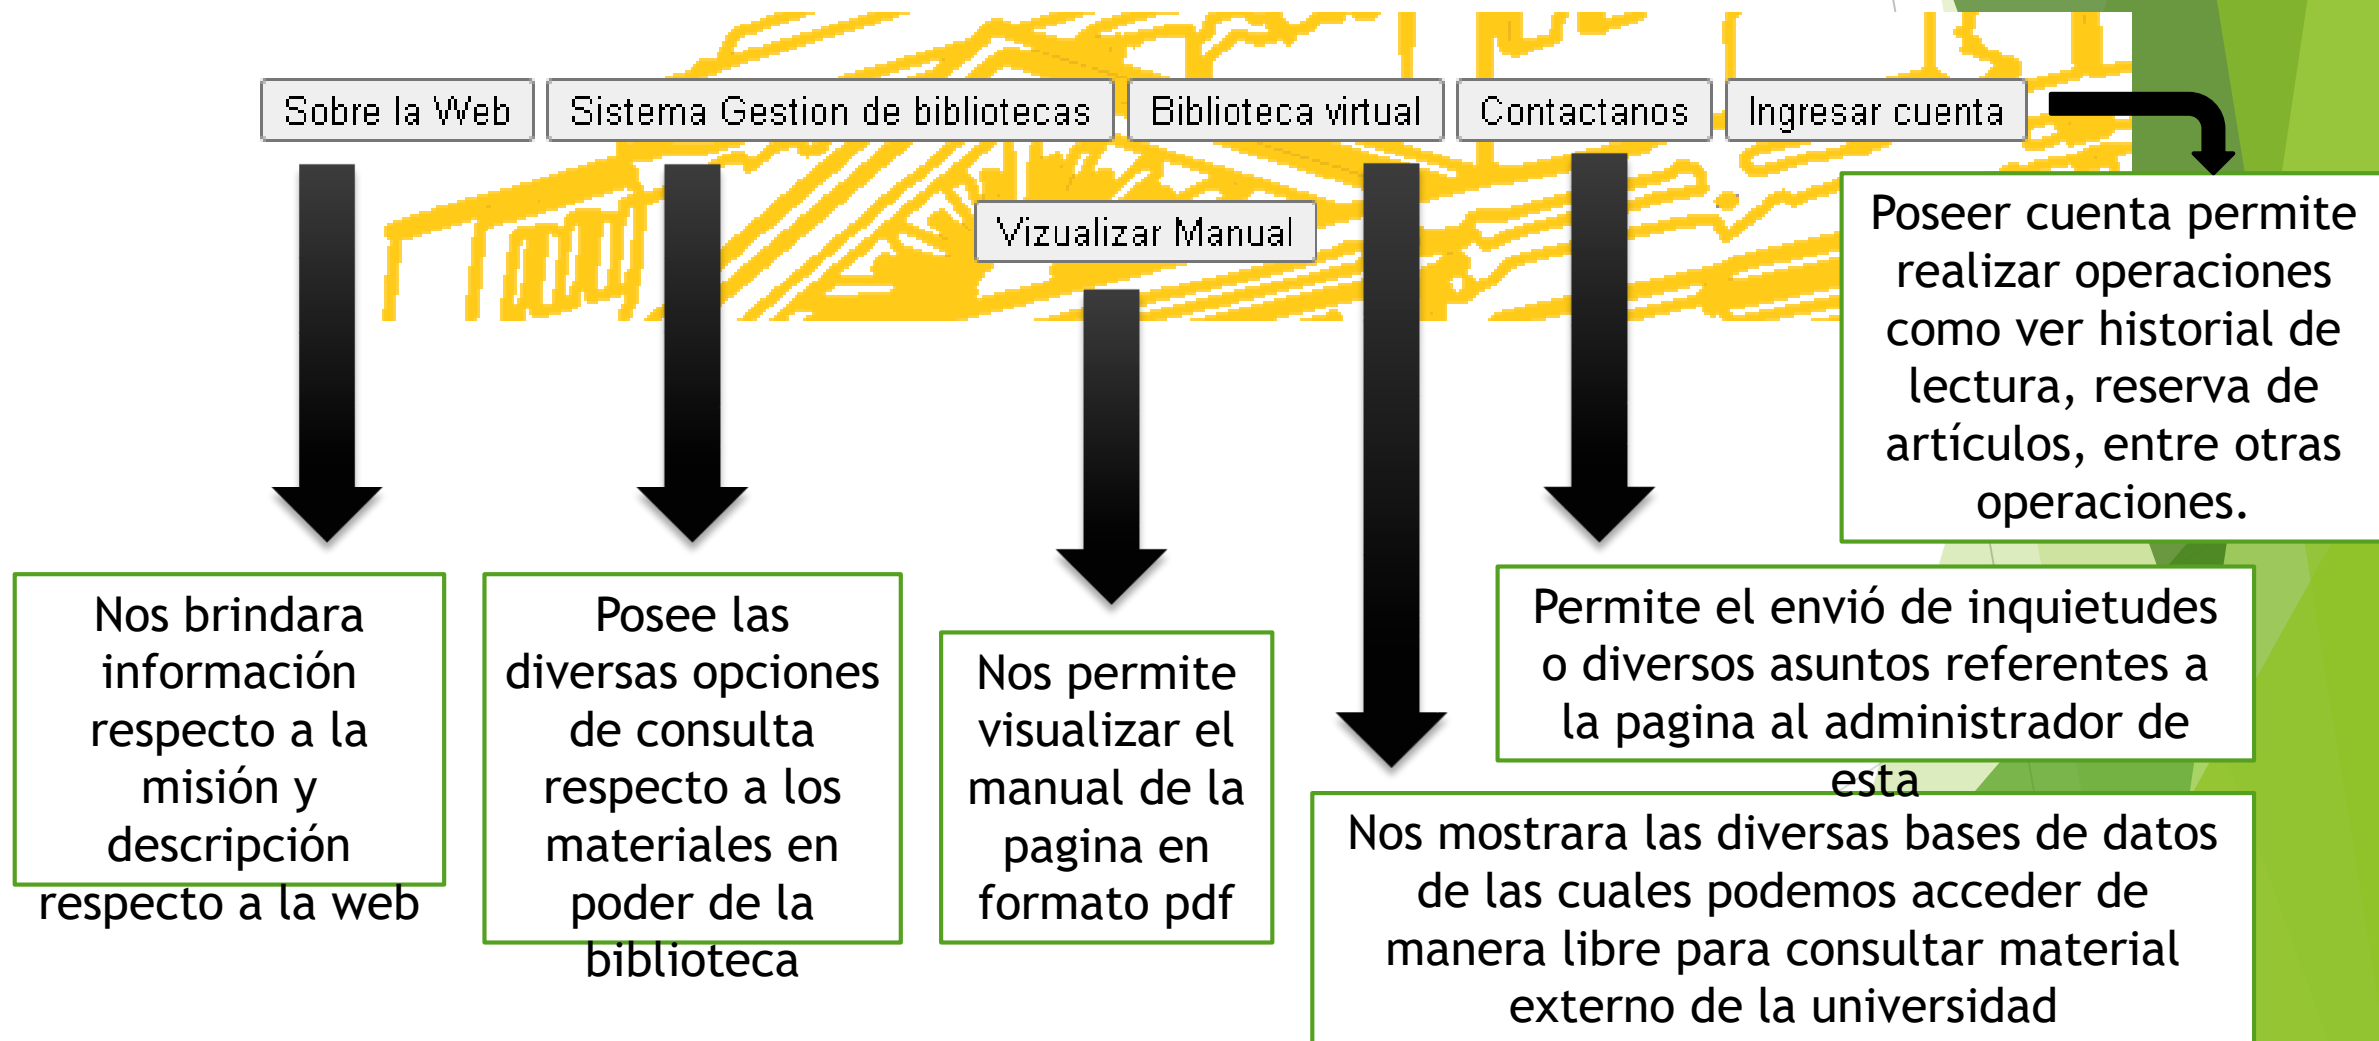 Sobre la Web
Sistema Gestion de bibliotecas
Biblioteca virtual
Contactanos
Ingresar cuenta
Vizualizar Manual
Poseer cuenta permite
realizar operaciones
como ver historial de
lectura, reserva de
artículos, entre otras
operaciones.
Nos brindara
información
respecto a la
misión y
descripción
respecto a la web
Posee las
diversas opciones
de consulta
respecto a los
materiales en
poder de la
biblioteca
Nos permite
visualizar el
manual de la
pagina en
formato pdf
Permite el envió de inquietudes
o diversos asuntos referentes a
la pagina al administrador de
esta
Nos mostrara las diversas bases de datos
de las cuales podemos acceder de
manera libre para consultar material
externo de la universidad